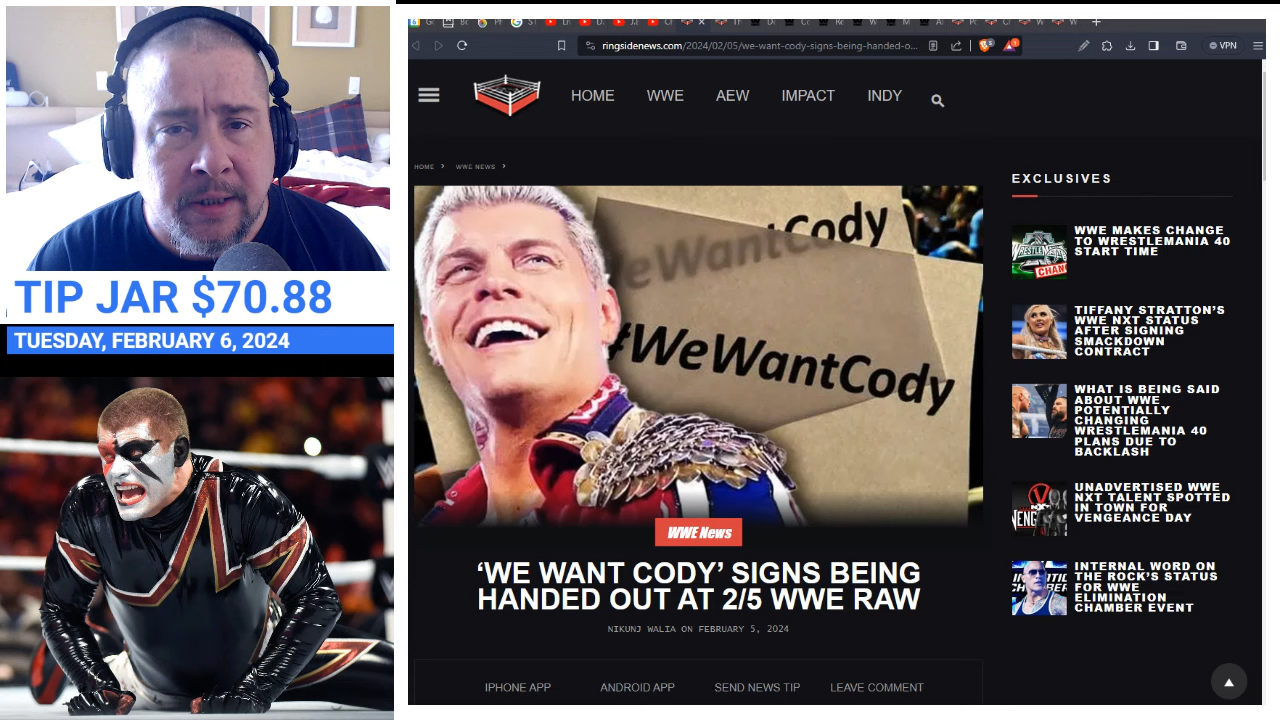 TIP JAR $70.88
TUESDAY, FEBRUARY 6, 2024
ringsidenews.com/2024/02/05/we-want-cody-signs-being-handed-o...
VPN
HOME
WWE
AEW
IMPACT
INDY
HOME > WWE NEWS >
WeWantCody
#WeWantCody
WWE News
‘WE WANT CODY’ SIGNS BEING
HANDED OUT AT 2/5 WWE RAW
NIKUNJ WALIA ON FEBRUARY 5, 2024
IPHONE APP
ANDROID APP
SEND NEWS TIP
LEAVE COMMENT
EXCLUSIVES
WWE MAKES CHANGE
TO WRESTLEMANIA 40
START TIME
TIFFANY STRATTON’S
WWE NXT STATUS
AFTER SIGNING
SMACKDOWN
CONTRACT
WHAT IS BEING SAID
ABOUT WWE
POTENTIALLY
CHANGING
WRESTLEMANIA 40
PLANS DUE TO
BACKLASH
UNADVERTISED WWE
NXT TALENT SPOTTED
IN TOWN FOR
VENGEANCE DAY
INTERNAL WORD ON
THE ROCK’S STATUS
FOR WWE
ELIMINATION
CHAMBER EVENT